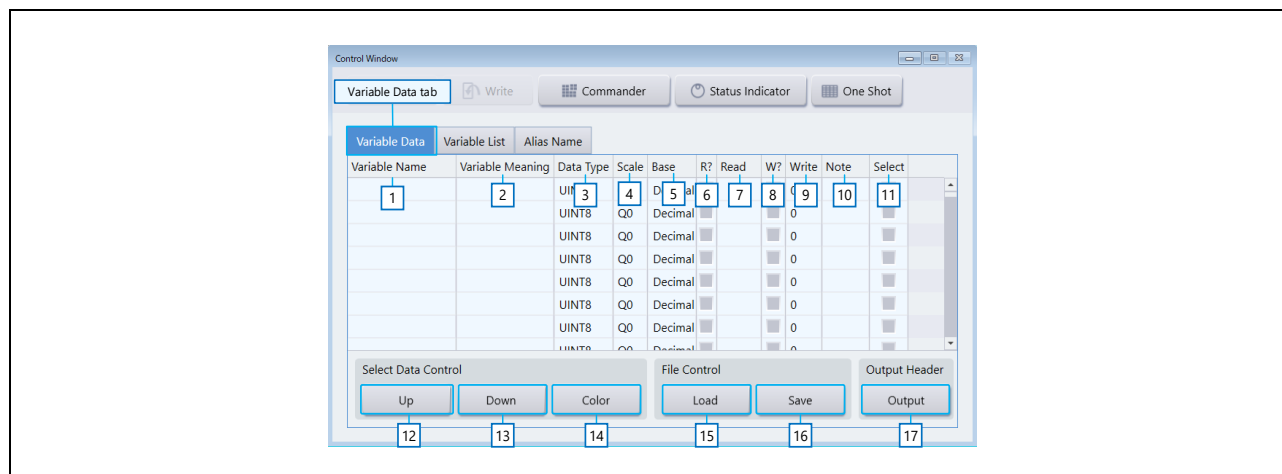 Control Window
Variable Data tab Write Commander Status Indicator One Shot
Variable Data Variable List Alias Name
Variable Name Variable Meaning Data Type Scale Base R? Read W? Write Note Select
1 2 3 4 5 6 7 8 9 10 11
UINT8 Q0 Decimal 0
UINT8 Q0 Decimal 0
UINT8 Q0 Decimal 0
UINT8 Q0 Decimal 0
UINT8 Q0 Decimal 0
UINT8 Q0 Decimal 0
UINT8 Q0 Decimal 0
Select Data Control File Control Output Header
Up Down Color Load Save Output
12 13 14 15 16 17